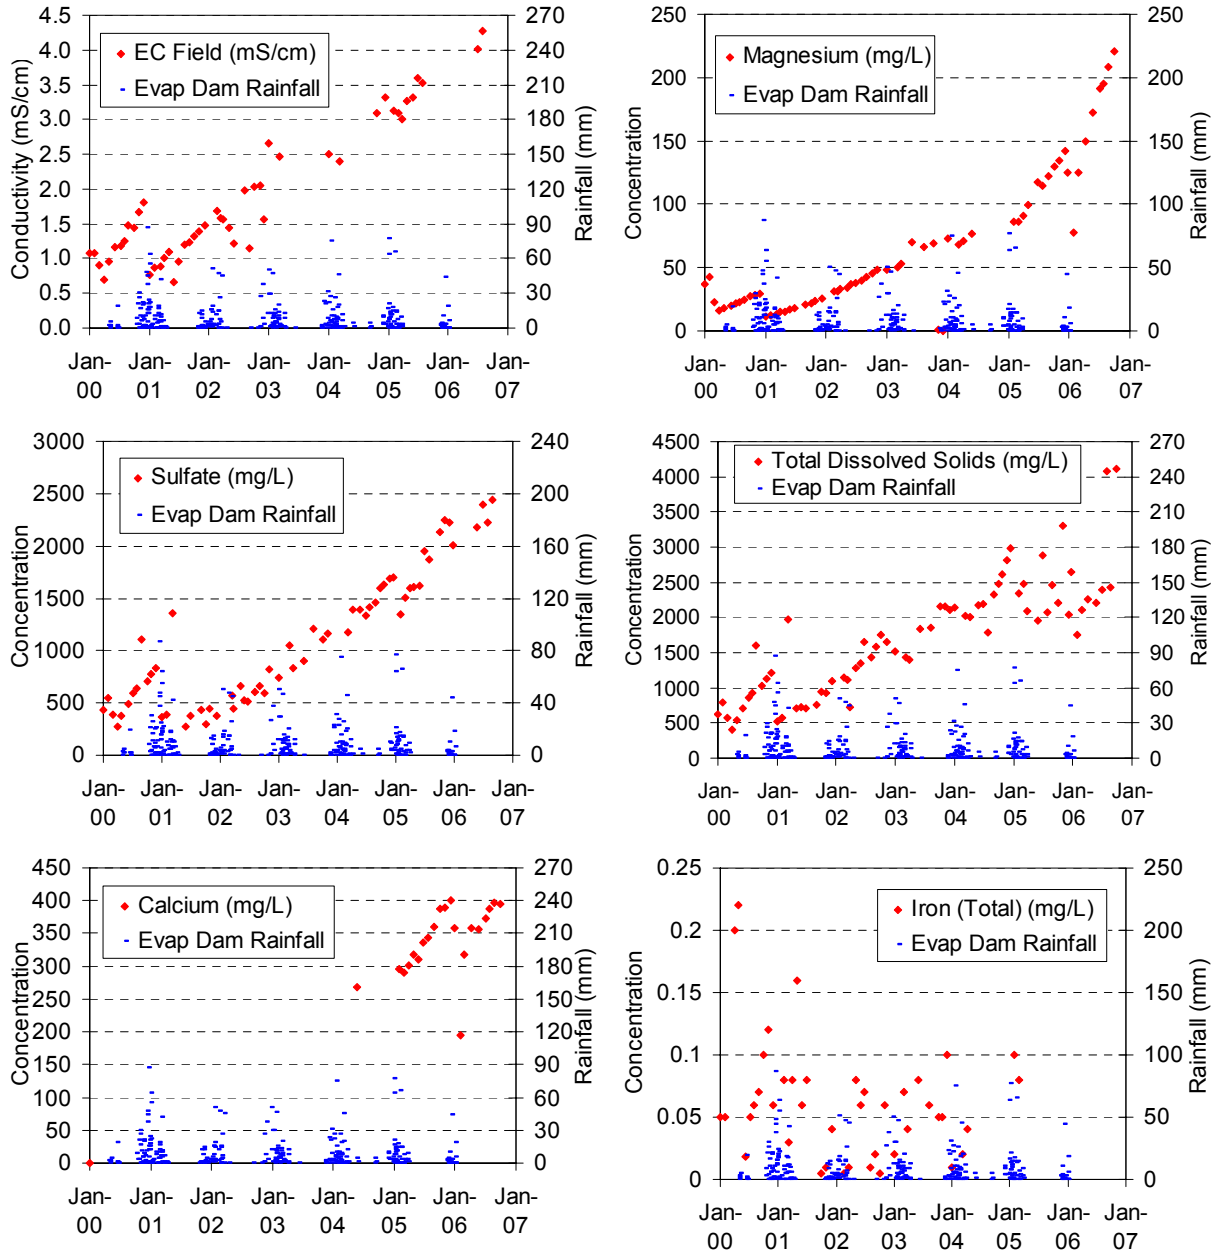 4.5
4.0
3.5
3.0
2.5
2.0
1.5
1.0
0.5
0.0
Conductivity (mS/cm)
EC Field (mS/cm)
Evap Dam Rainfall
270
240
210
180
150
120
90
60
30
0
Rainfall (mm)
Jan-00
Jan-01
Jan-02
Jan-03
Jan-04
Jan-05
Jan-06
Jan-07
250
200
150
100
50
0
Concentration
Magnesium (mg/L)
Evap Dam Rainfall
250
200
150
100
50
0
Rainfall (mm)
Jan-00
Jan-01
Jan-02
Jan-03
Jan-04
Jan-05
Jan-06
Jan-07
3000
2500
2000
1500
1000
500
0
Concentration
Sulfate (mg/L)
Evap Dam Rainfall
240
200
160
120
80
40
0
Rainfall (mm)
Jan-00
Jan-01
Jan-02
Jan-03
Jan-04
Jan-05
Jan-06
Jan-07
4500
4000
3500
3000
2500
2000
1500
1000
500
0
Concentration
Total Dissolved Solids (mg/L)
Evap Dam Rainfall
270
240
210
180
150
120
90
60
30
0
Rainfall (mm)
Jan-00
Jan-01
Jan-02
Jan-03
Jan-04
Jan-05
Jan-06
Jan-07
450
400
350
300
250
200
150
100
50
0
Concentration
Calcium (mg/L)
Evap Dam Rainfall
270
240
210
180
150
120
90
60
30
0
Rainfall (mm)
Jan-00
Jan-01
Jan-02
Jan-03
Jan-04
Jan-05
Jan-06
Jan-07
0.25
0.2
0.15
0.1
0.05
0
Concentration
Iron (Total) (mg/L)
Evap Dam Rainfall
250
200
150
100
50
0
Rainfall (mm)
Jan-00
Jan-01
Jan-02
Jan-03
Jan-04
Jan-05
Jan-06
Jan-07